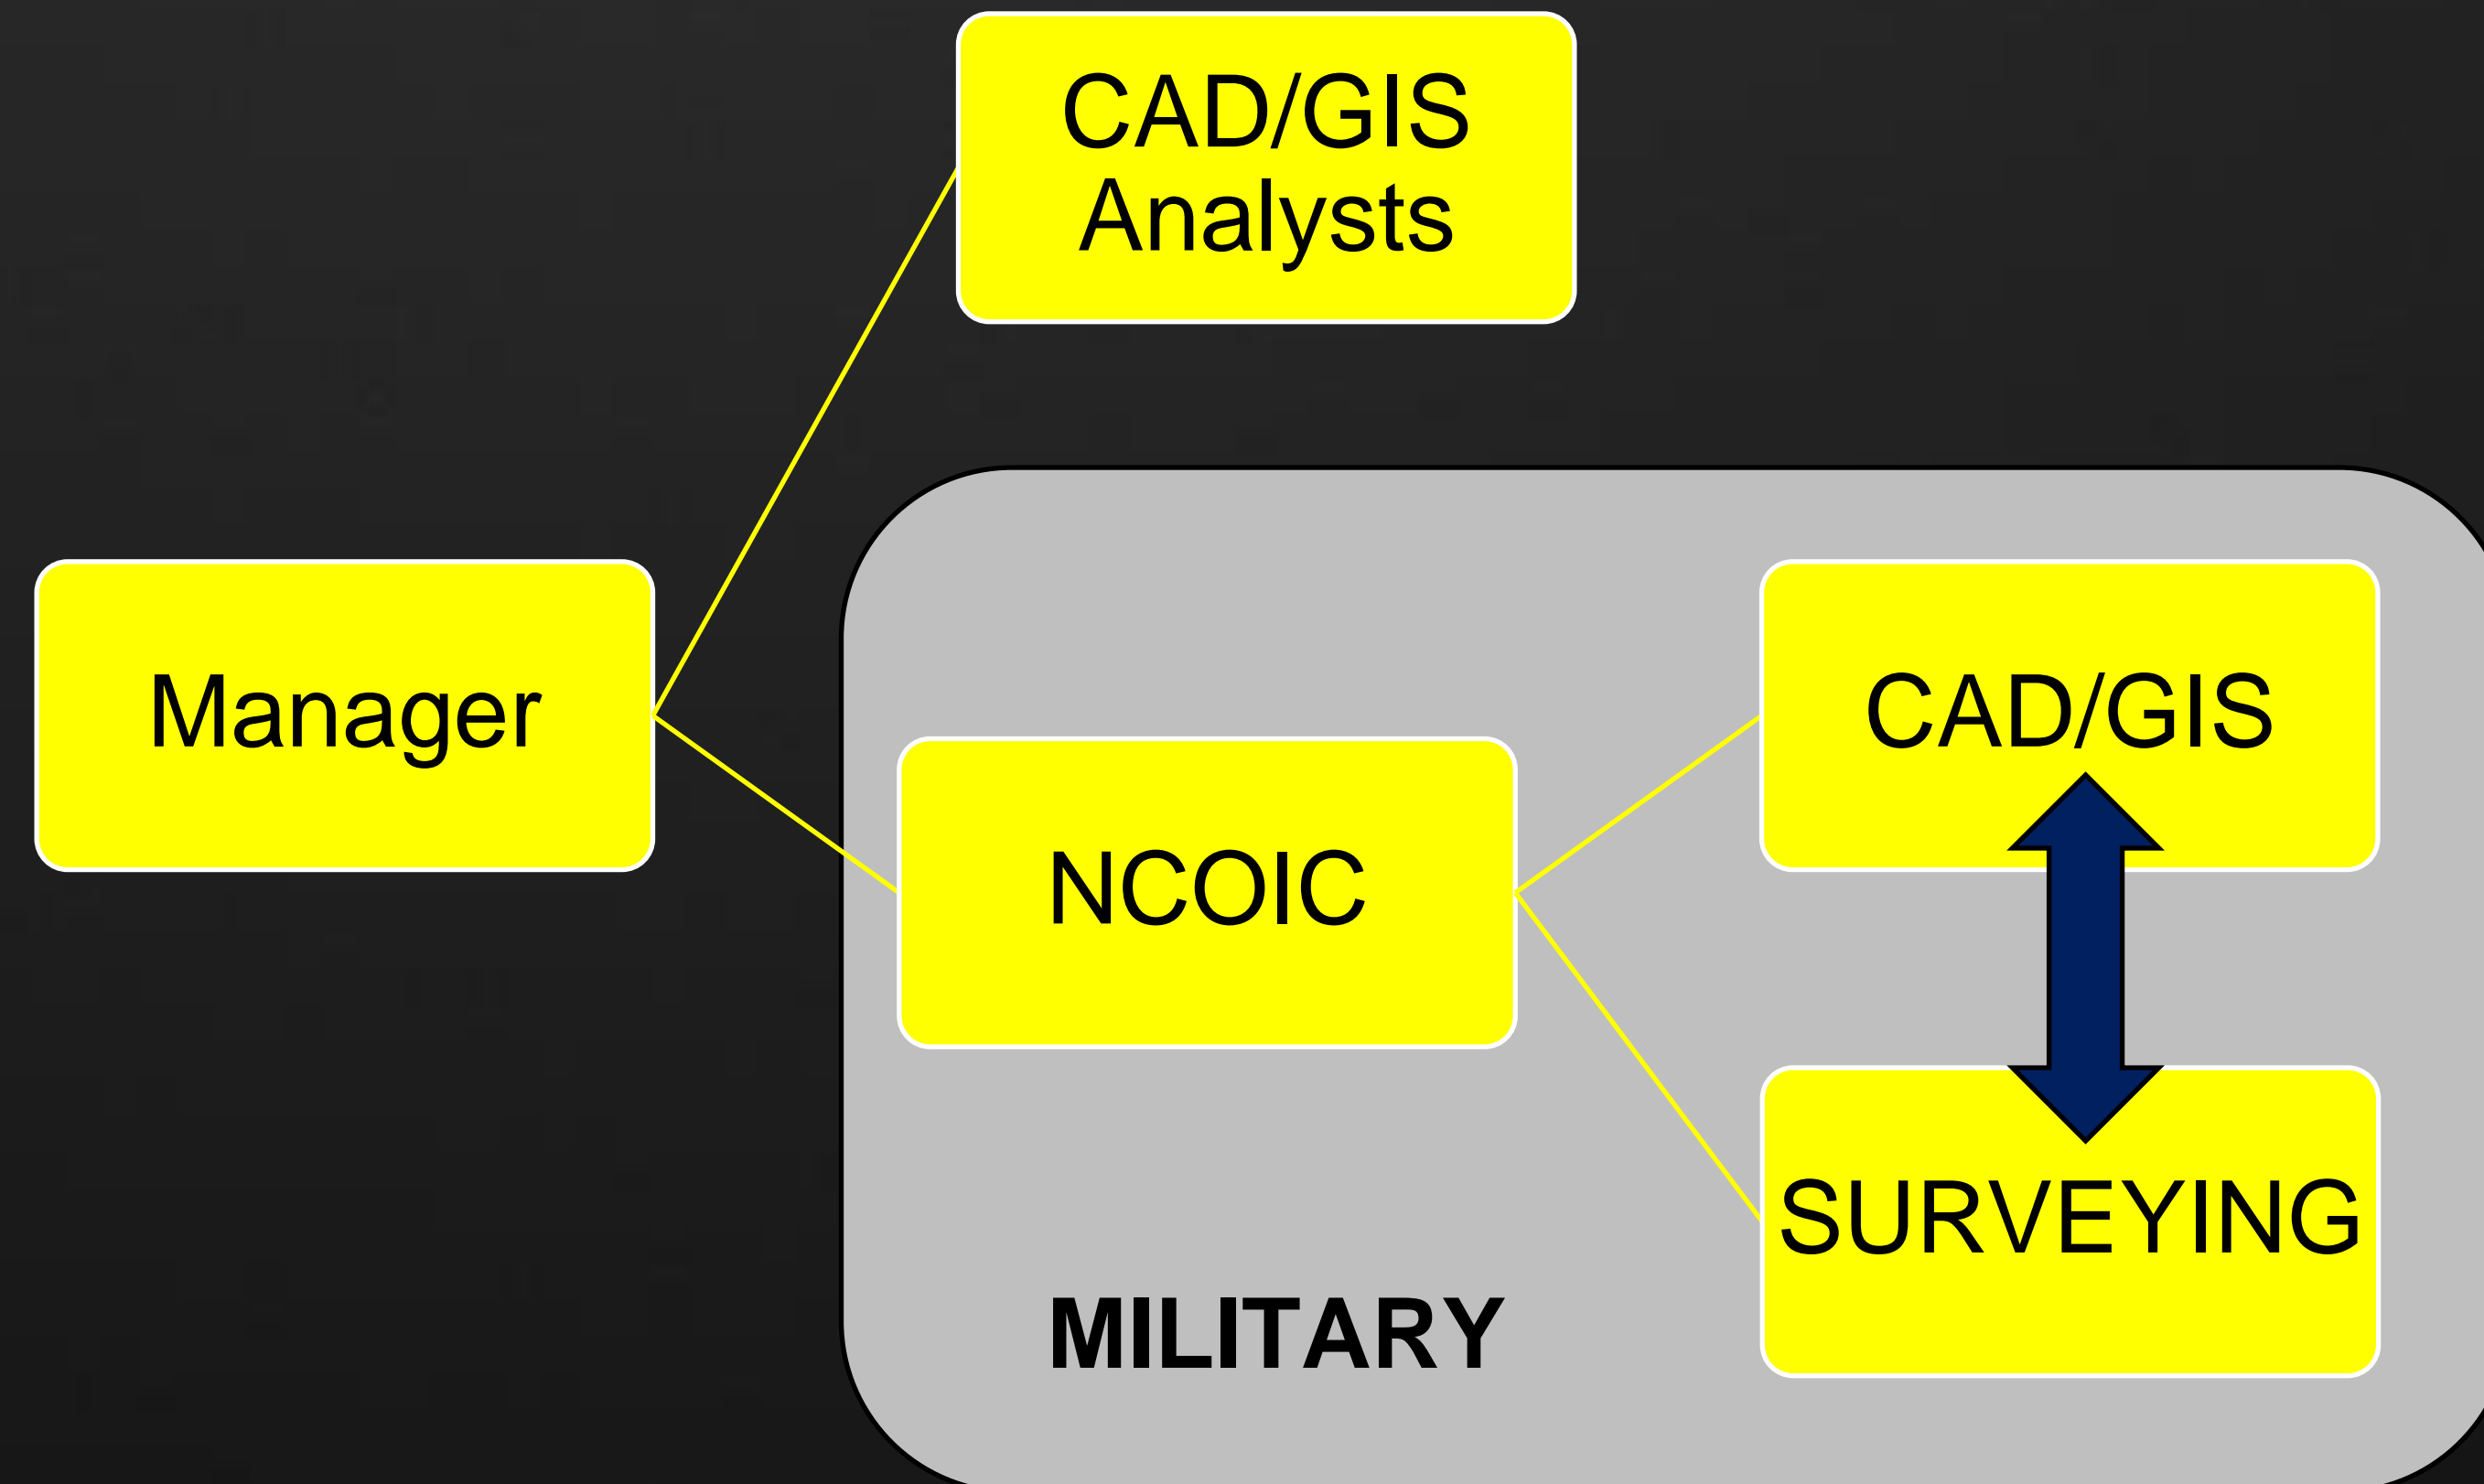 CAD/GIS
Analysts
Manager
CAD/GIS
NCOIC
SURVEYING
MILITARY